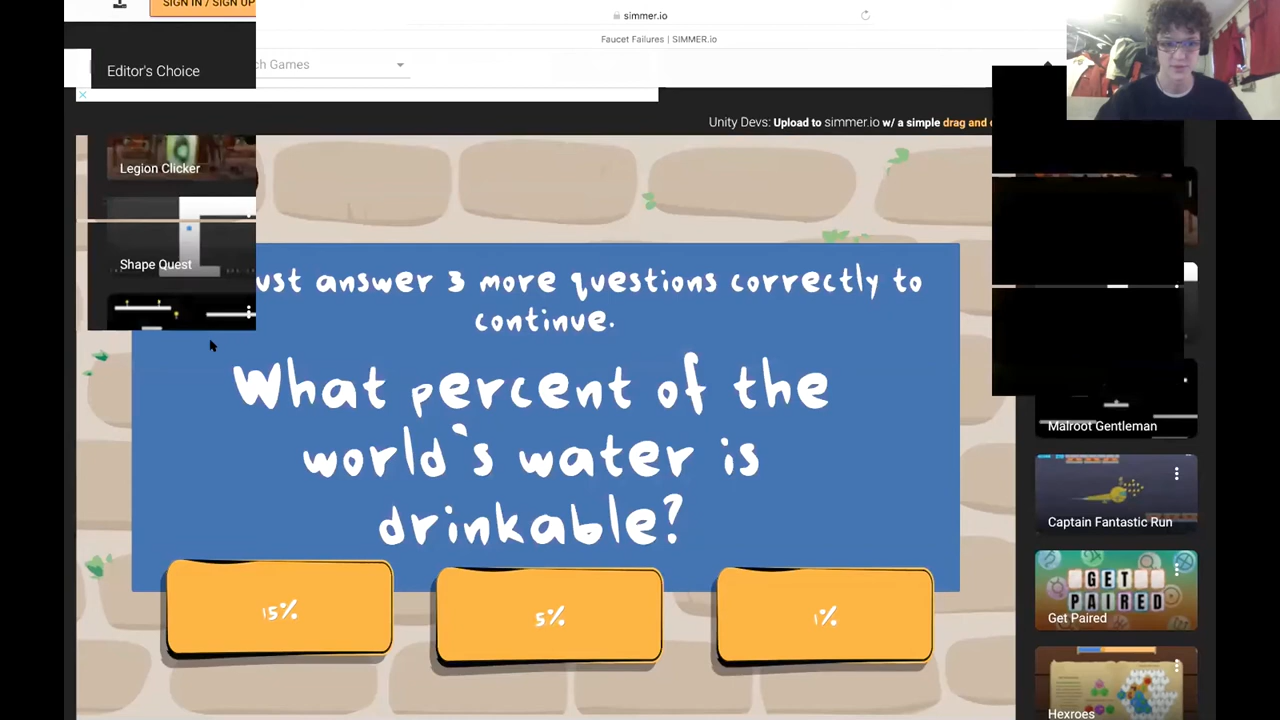 SIGN IN / SIGN UP
simmer.io
Faucet Failures | SIMMER.io
Editor's Choice
ch Games
Unity Devs: Upload to simmer.io w/ a simple drag and
Legion Clicker
Shape Quest
ust answer 3 more questions correctly to
continue.
What percent of the
world's water is
drinkable?
15%
5%
1%
Malroot Gentleman
Captain Fantastic Run
GET
PAIRED
Get Paired
Hexroes